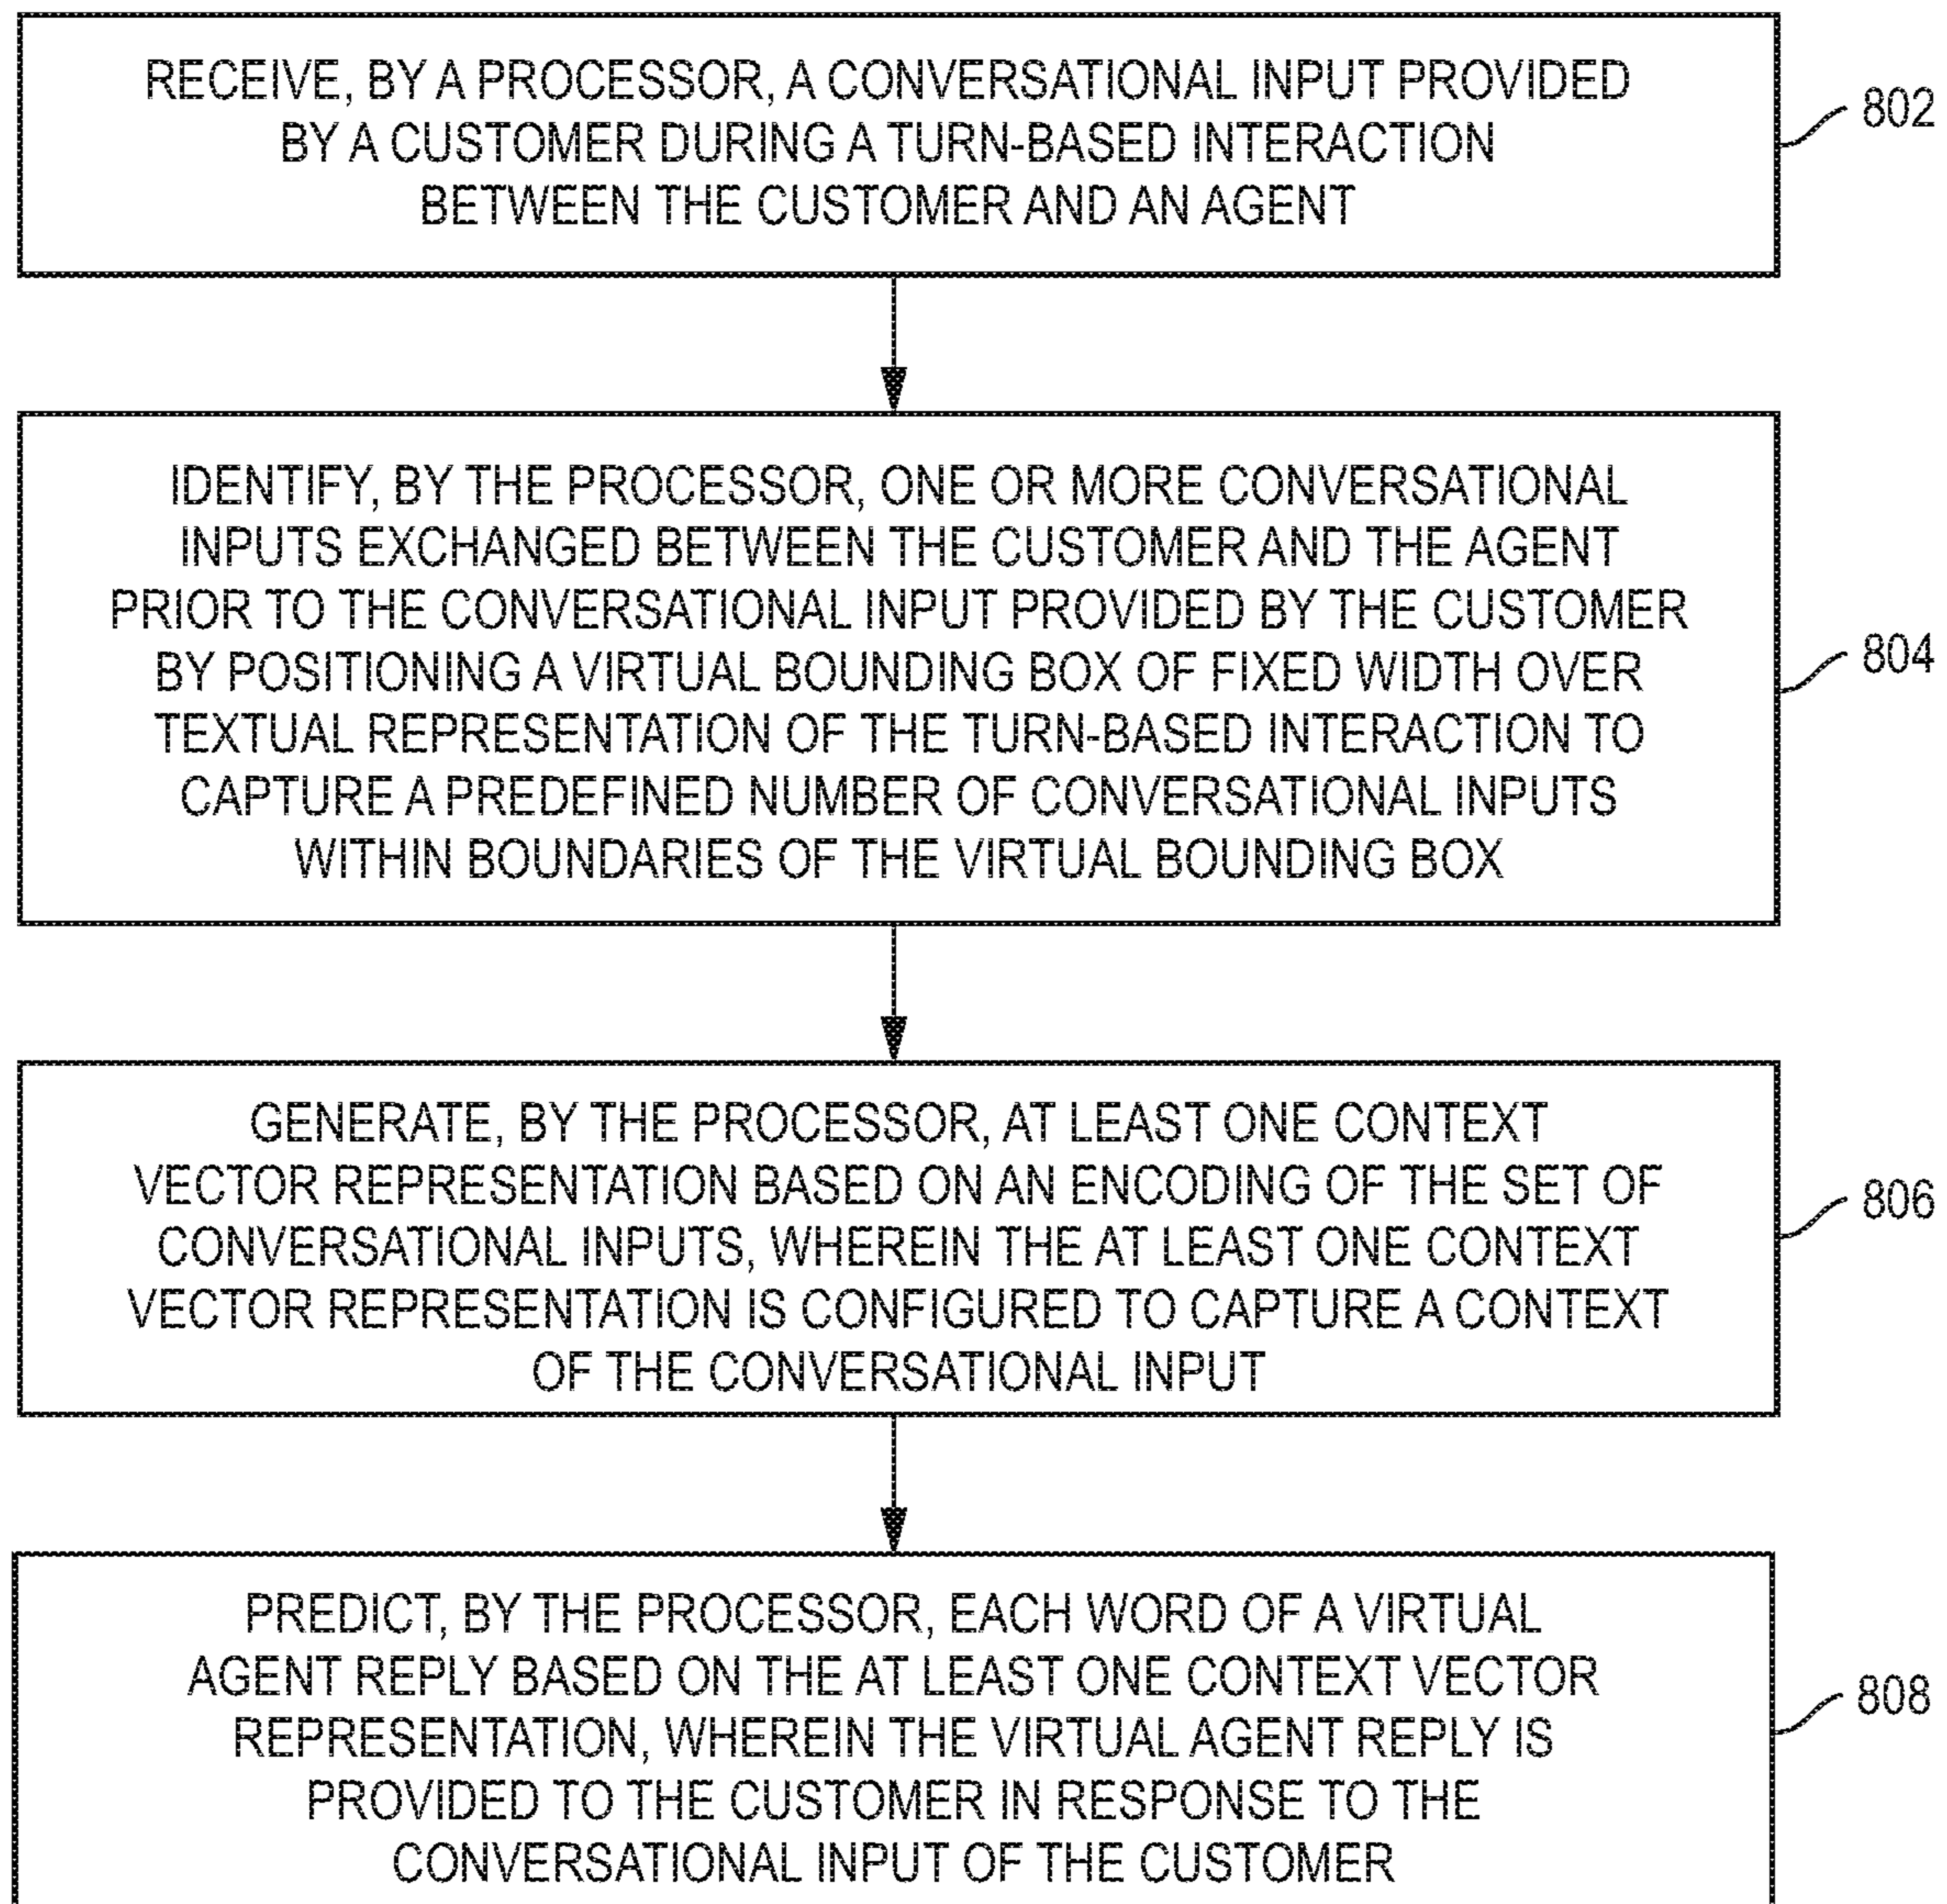 RECEIVE, BY A PROCESSOR, A CONVERSATIONAL INPUT PROVIDED
BY A CUSTOMER DURING A TURN-BASED INTERACTION
BETWEEN THE CUSTOMER AND AN AGENT
802
IDENTIFY, BY THE PROCESSOR, ONE OR MORE CONVERSATIONAL
INPUTS EXCHANGED BETWEEN THE CUSTOMER AND THE AGENT
PRIOR TO THE CONVERSATIONAL INPUT PROVIDED BY THE CUSTOMER
BY POSITIONING A VIRTUAL BOUNDING BOX OF FIXED WIDTH OVER
TEXTUAL REPRESENTATION OF THE TURN-BASED INTERACTION TO
CAPTURE A PREDEFINED NUMBER OF CONVERSATIONAL INPUTS
WITHIN BOUNDARIES OF THE VIRTUAL BOUNDING BOX
804
GENERATE, BY THE PROCESSOR, AT LEAST ONE CONTEXT
VECTOR REPRESENTATION BASED ON AN ENCODING OF THE SET OF
CONVERSATIONAL INPUTS, WHEREIN THE AT LEAST ONE CONTEXT
VECTOR REPRESENTATION IS CONFIGURED TO CAPTURE A CONTEXT
OF THE CONVERSATIONAL INPUT
806
PREDICT, BY THE PROCESSOR, EACH WORD OF A VIRTUAL
AGENT REPLY BASED ON THE AT LEAST ONE CONTEXT VECTOR
REPRESENTATION, WHEREIN THE VIRTUAL AGENT REPLY IS
PROVIDED TO THE CUSTOMER IN RESPONSE TO THE
CONVERSATIONAL INPUT OF THE CUSTOMER
808